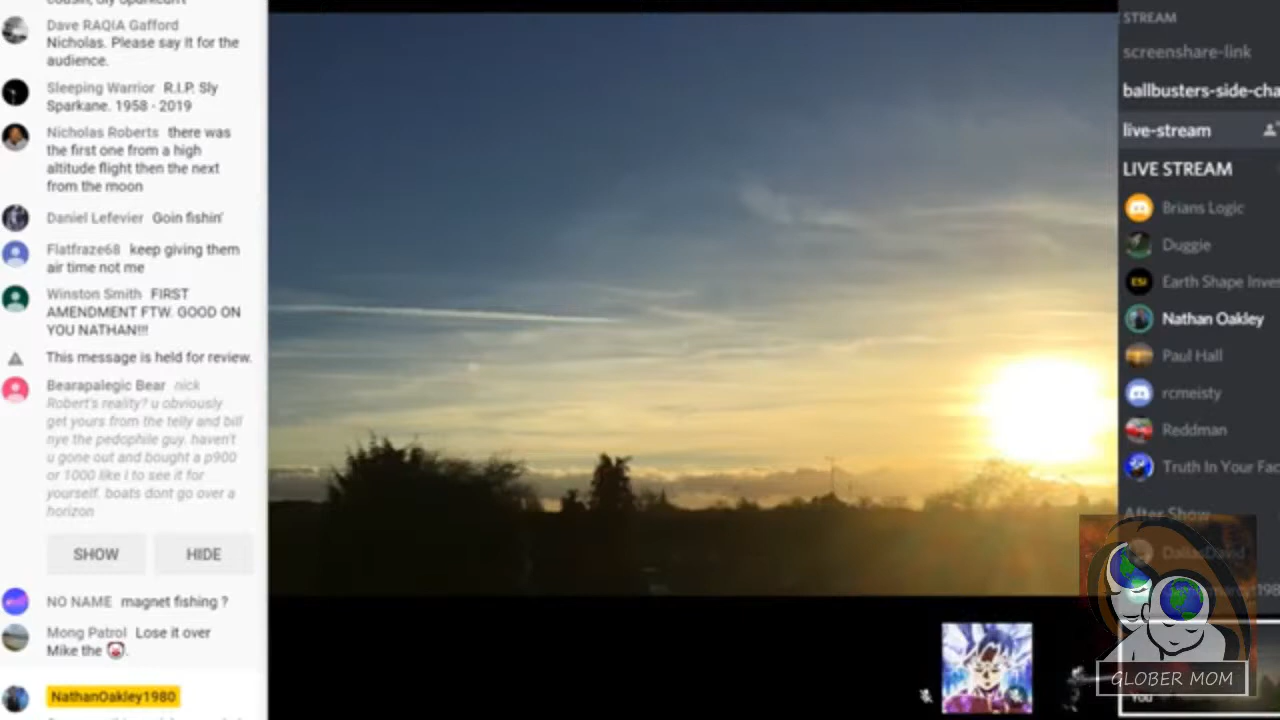 Dave RAQIA Gafford
Nicholas. Please say it for the
audience.
Sleeping Warrior R.I.P. Sly
Sparkane. 1958 - 2019
Nicholas Roberts there was
the first one from a high
altitude flight then the next
from the moon
Daniel Lefevier Goin fishin'
Flatfraze68 keep giving them
air time not me
Winston Smith FIRST
AMENDMENT FTW. GOOD ON
YOU NATHAN!!!
This message is held for review.
Bearapalegic Bear nick
Robert's reality? u obviously
get yours from the telly and bill
nye the pedophile guy. haven't
u gone out and bought a p900
or 1000 like i to see it for
yourself. boats dont go over a
horizon
SHOW HIDE
NO NAME magnet fishing ?
Mong Patrol Lose it over
Mike the 🤡.
NathanOakley1980
STREAM
screenshare-link
ballbusters-side-cha
live-stream
LIVE STREAM
Brians Logic
Duggie
ESI
Earth Shape Inves
Nathan Oakley
Paul Hall
rcmeisty
Reddman
Truth In Your Fac
After Show
DallasDavid
GLOBER MOM
You